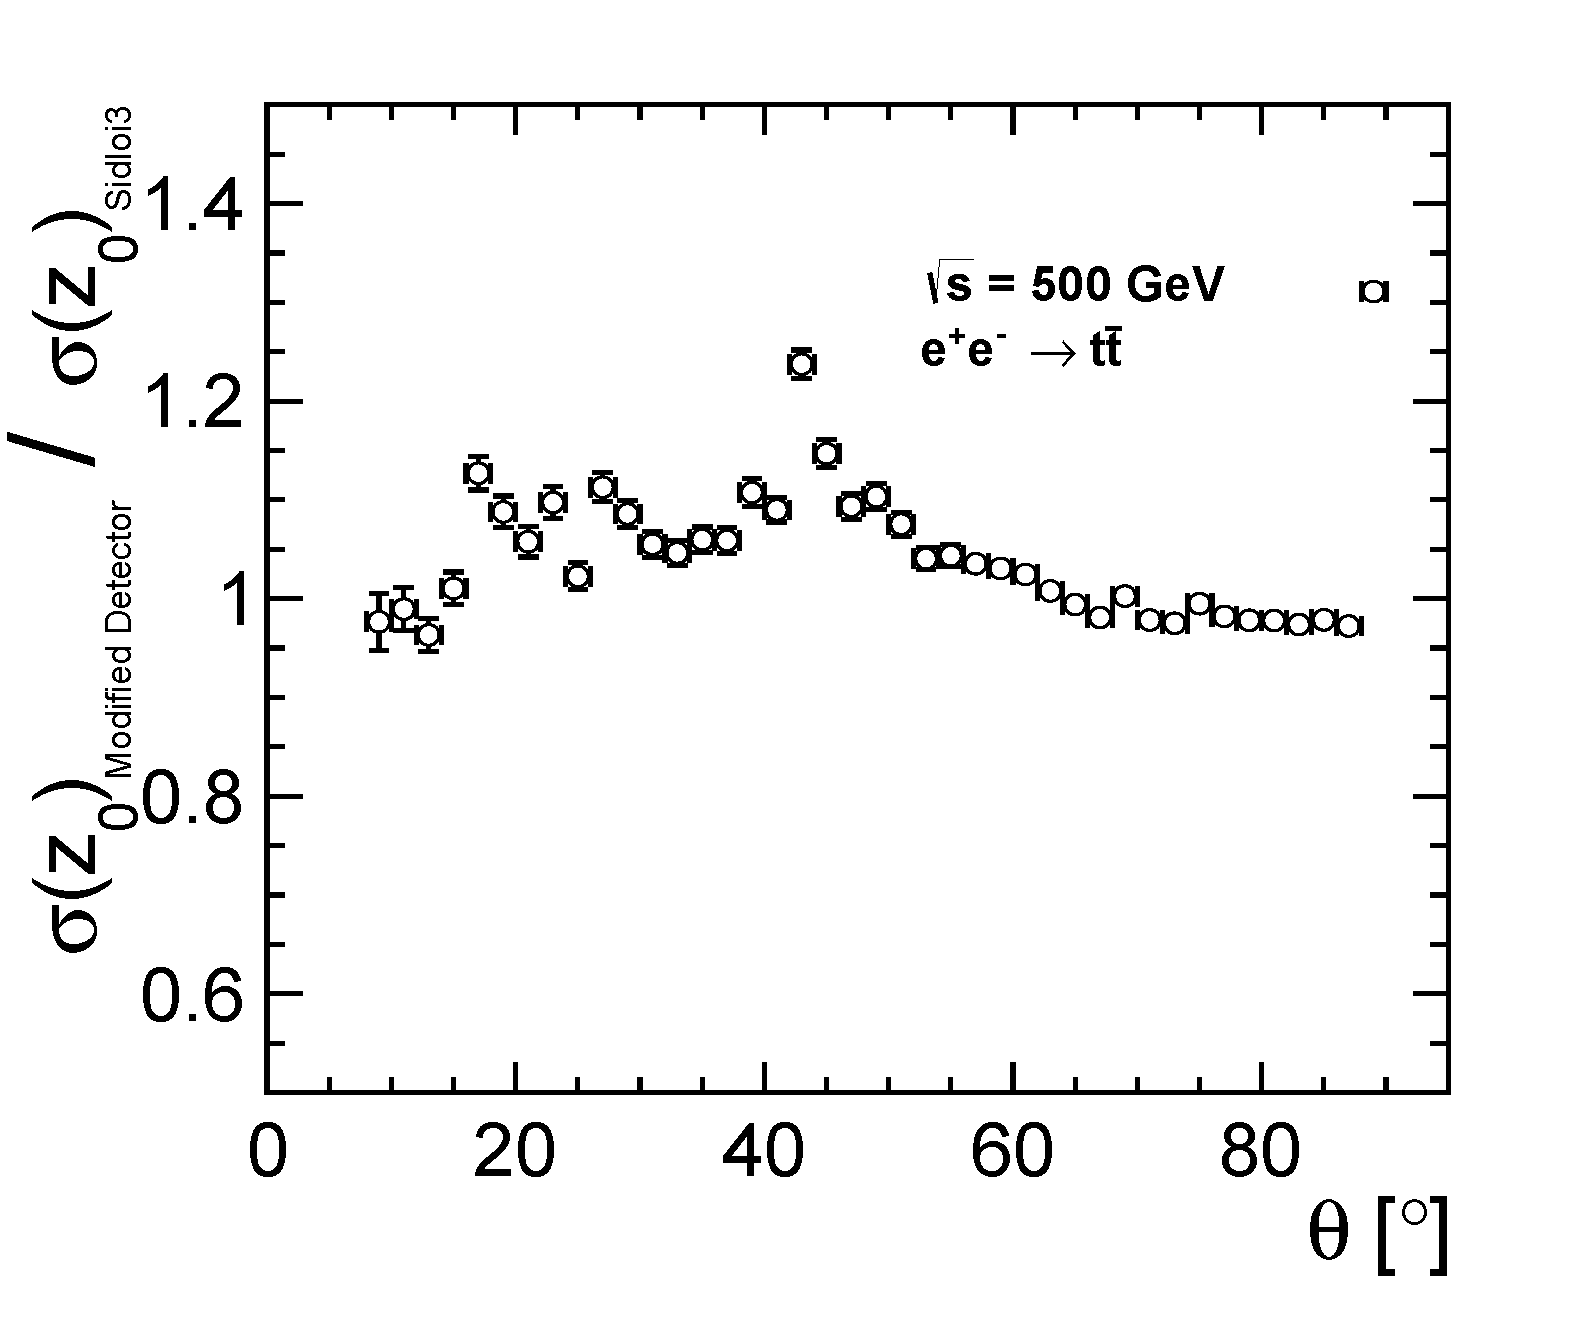 σ(z₀)Modified Detector / σ(z₀)Sidloi3
1.4
1.2
1
0.8
0.6
√s = 500 GeV
e⁺e⁻ → tt̄
0 20 40 60 80
θ [°]